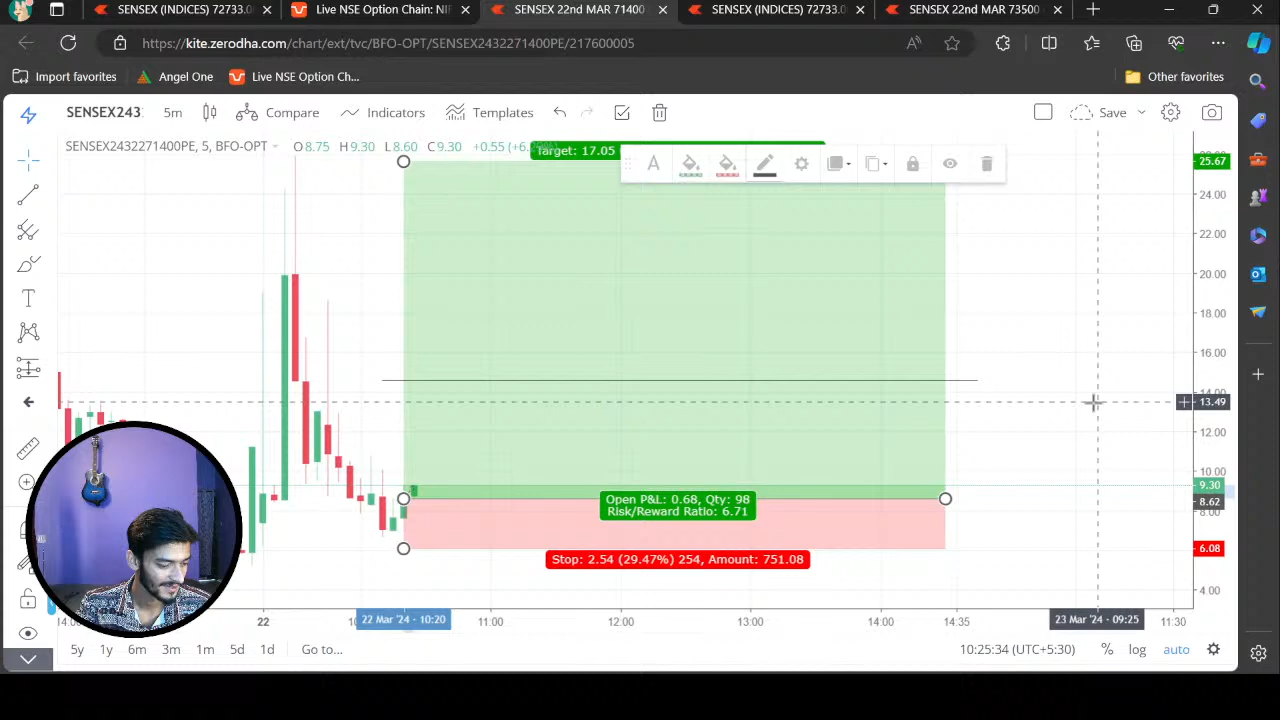 SENSEX (INDICES) 72733.0
Live NSE Option Chain: NIF
SENSEX 22nd MAR 71400
SENSEX (INDICES) 72733.0
SENSEX 22nd MAR 73500
https://kite.zerodha.com/chart/ext/tvc/BFO-OPT/SENSEX2432271400PE/217600005
Import favorites
Angel One
Live NSE Option Ch...
Other favorites
SENSEX243
5m
Compare
Indicators
Templates
Save
SENSEX2432271400PE, 5, BFO-OPT
O8.75 H9.30 L8.60 C9.30 +0.55
Target: 17.05
25.67
24.00
22.00
20.00
18.00
16.00
14.00
13.49
12.00
10.00
9.30
8.62
8.00
6.08
4.00
Open P&L: 0.68, Qty: 98
Risk/Reward Ratio: 6.71
Stop: 2.54 (29.47%) 254, Amount: 751.08
22
22 Mar '24 - 10:20
11:00
12:00
13:00
14:00
14:35
23 Mar '24 - 09:25
11:30
5y
1y
6m
3m
1m
5d
1d
Go to...
10:25:34 (UTC+5:30)
%
log
auto